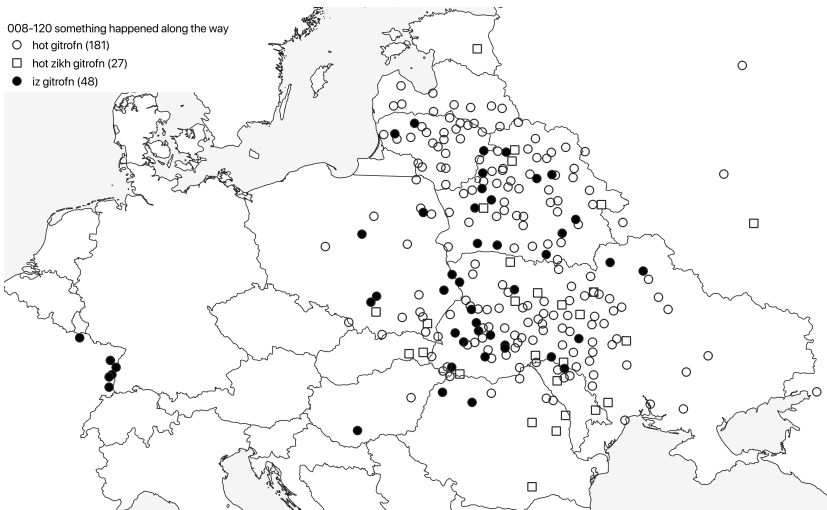 008-120 something happened along the way
hot gitrofn (181)
hot zikh gitrofn (27)
iz gitrofn (48)